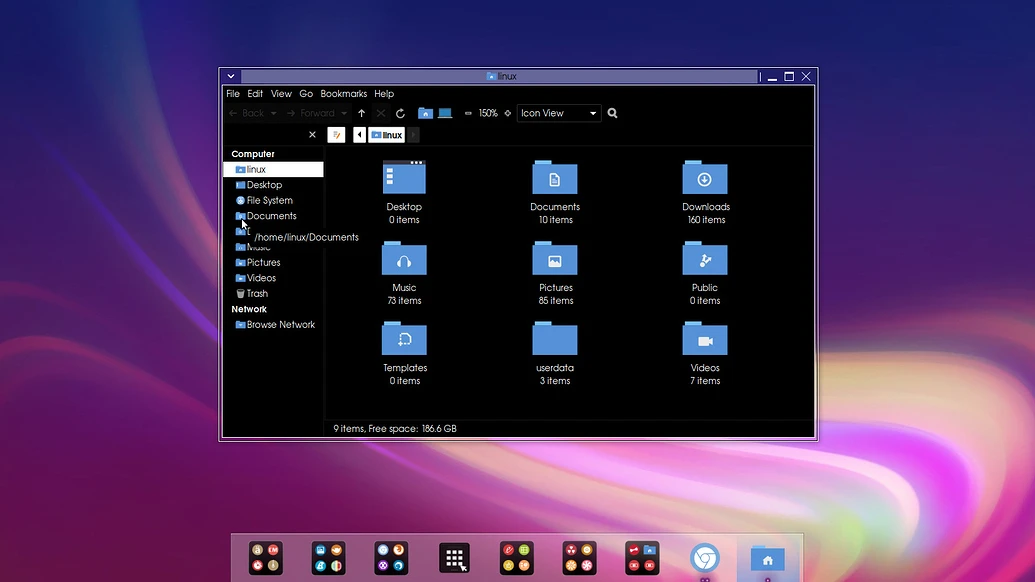 linux
File Edit View Go Bookmarks Help
Back Forward 150% Icon View
linux
Computer
linux
Desktop
File System
Documents
/home/linux/Documents
Music
Pictures
Videos
Trash
Network
Browse Network
Desktop Documents Downloads
0 items 10 items 160 items
Music Pictures Public
73 items 85 items 0 items
Templates userdata Videos
0 items 3 items 7 items
9 items, Free space: 186.6 GB